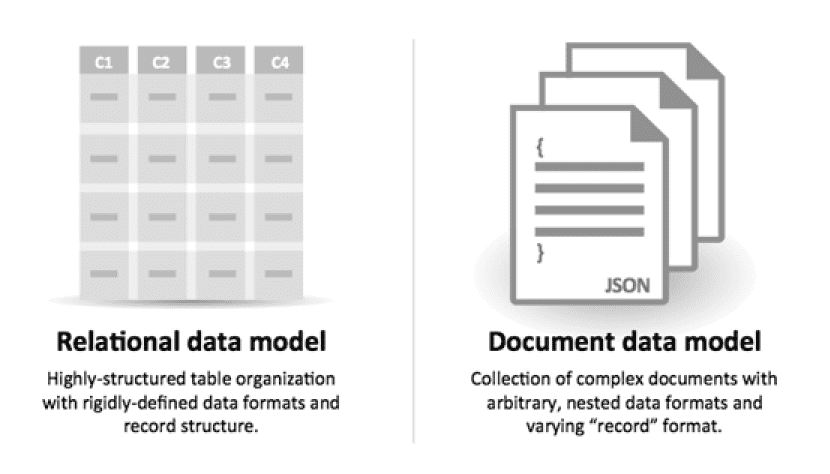 C1 C2 C3 C4
Relational data model
Highly-structured table organization
with rigidly-defined data formats and
record structure.
{
}
JSON
Document data model
Collection of complex documents with
arbitrary, nested data formats and
varying “record” format.